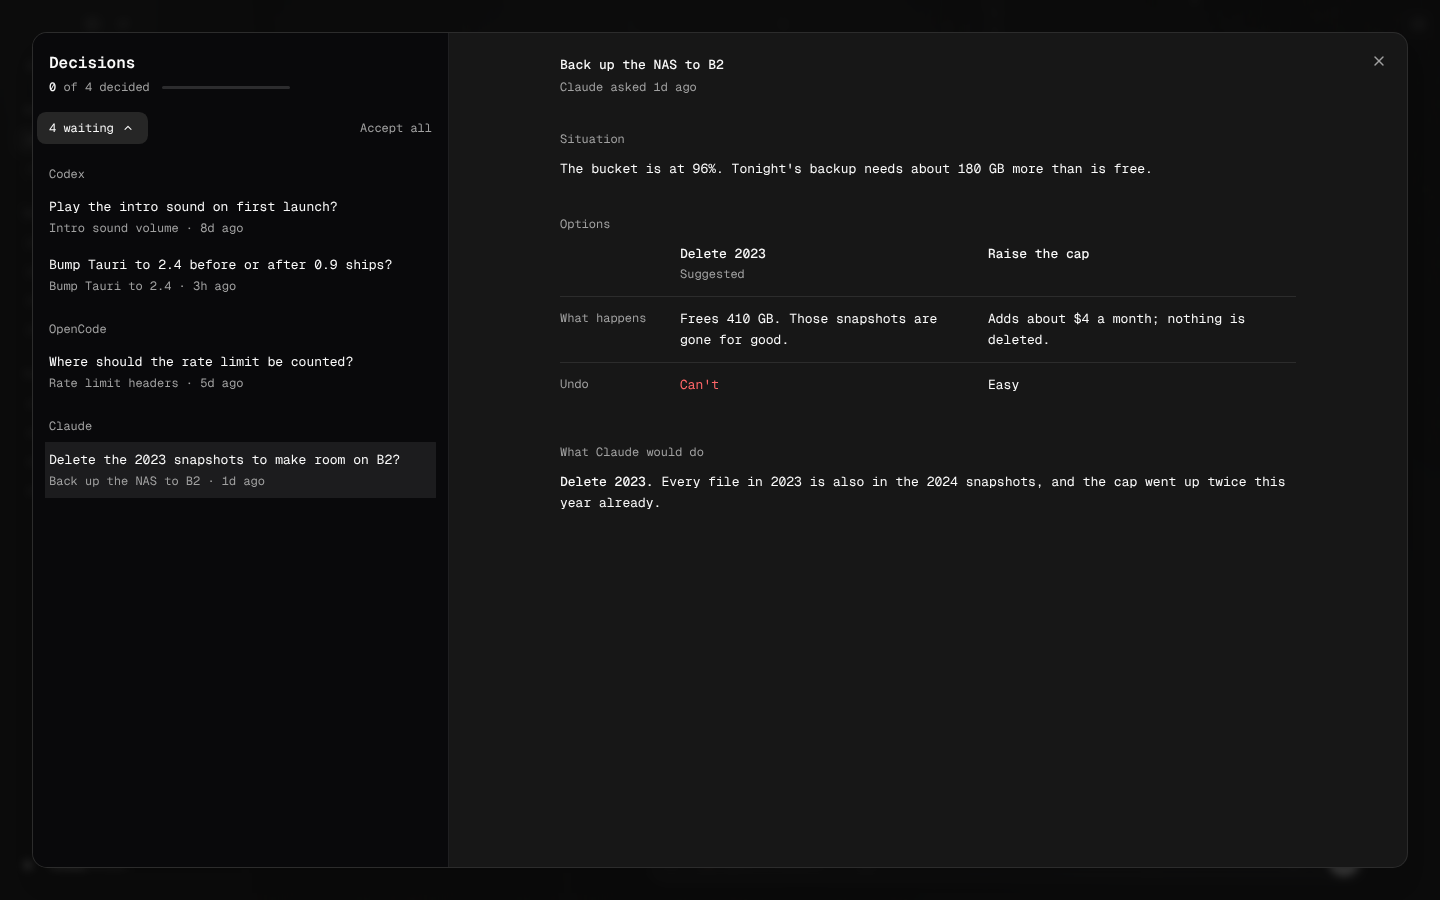 Decisions
0 of 4 decided
4 waiting
Accept all
Codex
Play the intro sound on first launch?
Intro sound volume · 8d ago
Bump Tauri to 2.4 before or after 0.9 ships?
Bump Tauri to 2.4 · 3h ago
OpenCode
Where should the rate limit be counted?
Rate limit headers · 5d ago
Claude
Delete the 2023 snapshots to make room on B2?
Back up the NAS to B2 · 1d ago
Back up the NAS to B2
Claude asked 1d ago
Situation
The bucket is at 96%. Tonight's backup needs about 180 GB more than is free.
Options
Delete 2023
Suggested
Raise the cap
What happens
Frees 410 GB. Those snapshots are
gone for good.
Adds about $4 a month; nothing is
deleted.
Undo
Can't
Easy
What Claude would do
Delete 2023. Every file in 2023 is also in the 2024 snapshots, and the cap went up twice this
year already.